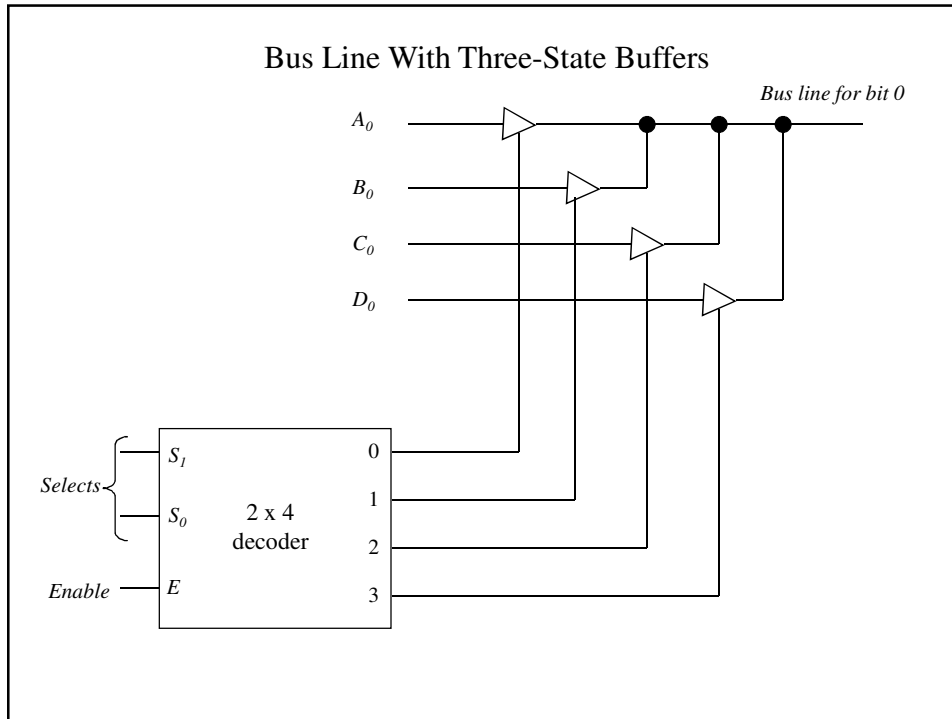 Bus Line With Three-State Buffers
Bus line for bit 0
A0
B0
C0
D0
Selects
S1
S0
Enable
E
2 x 4
decoder
0
1
2
3